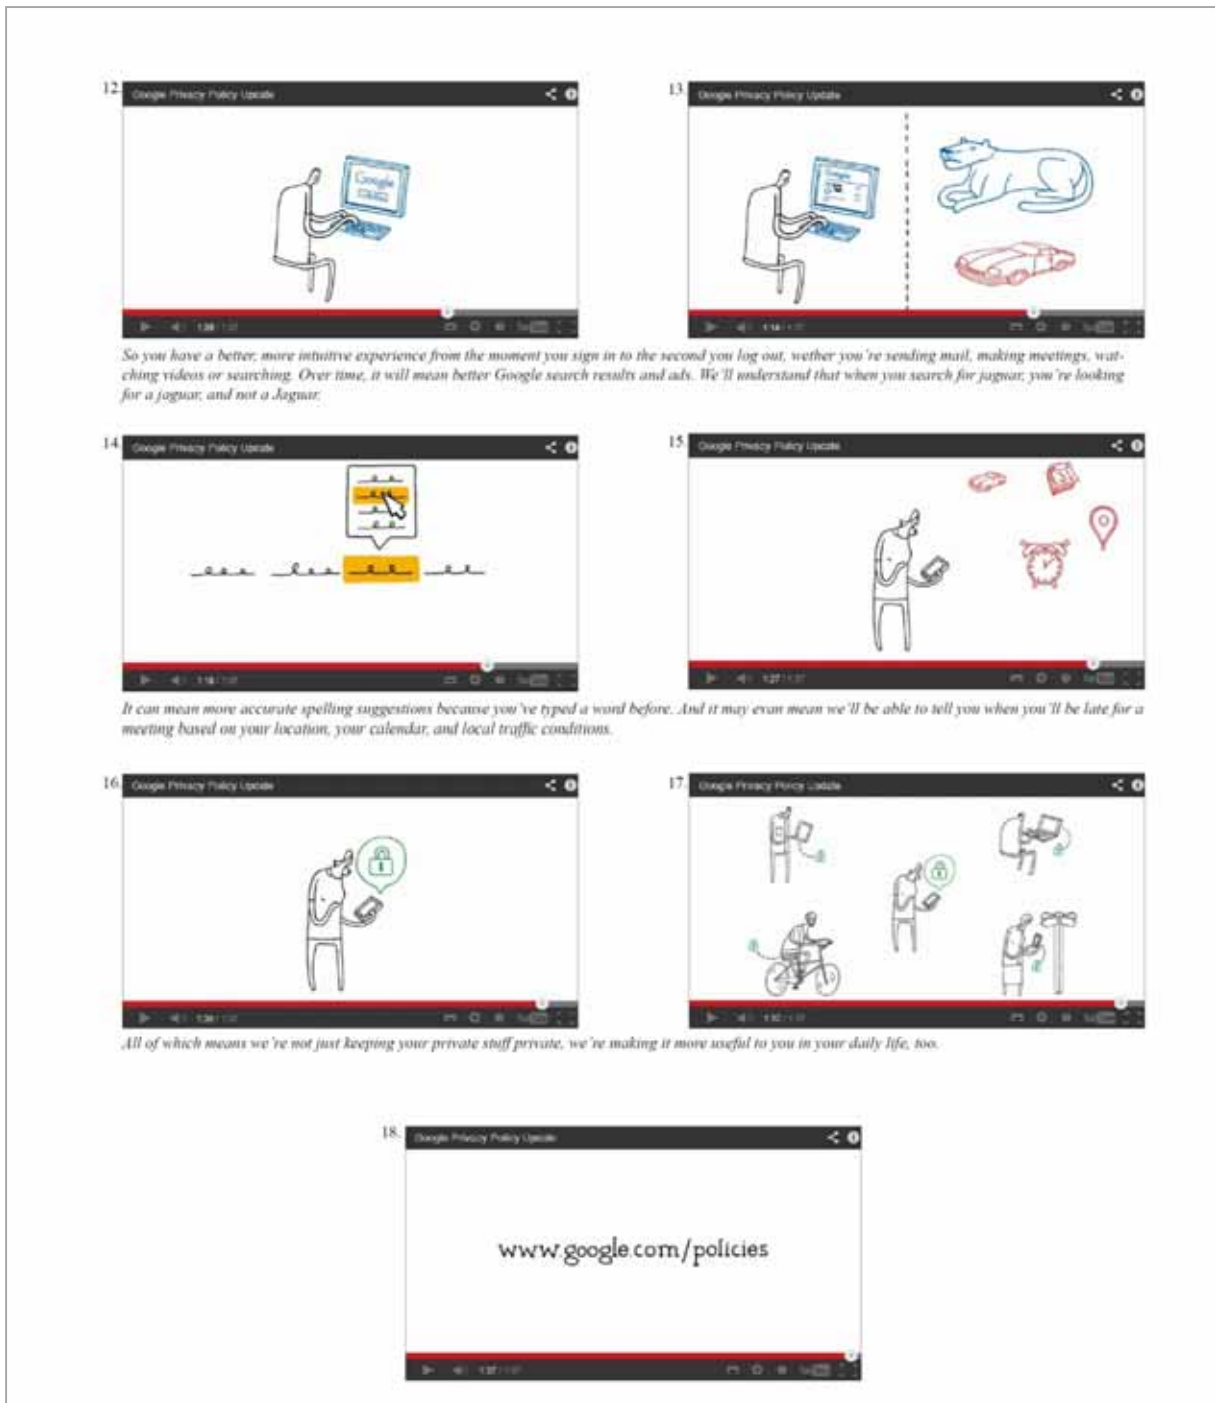 12.
Google Privacy Policy Update
Google
13.
Google Privacy Policy Update
Google
So you have a better, more intuitive experience from the moment you sign in to the second you log out, wether you're sending mail, making meetings, wat-
ching videos or searching. Over time, it will mean better Google search results and ads. We'll understand that when you search for jaguar, you're looking
for a jaguar, and not a Jaguar.
14.
Google Privacy Policy Update
15.
Google Privacy Policy Update
1:27
It can mean more accurate spelling suggestions because you've typed a word before. And it may evan mean we'll be able to tell you when you'll be late for a
meeting based on your location, your calendar, and local traffic conditions.
16.
Google Privacy Policy Update
17.
Google Privacy Policy Update
All of which means we're not just keeping your private stuff private, we're making it more useful to you in your daily life, too.
18.
Google Privacy Policy Update
www.google.com/policies
1:37